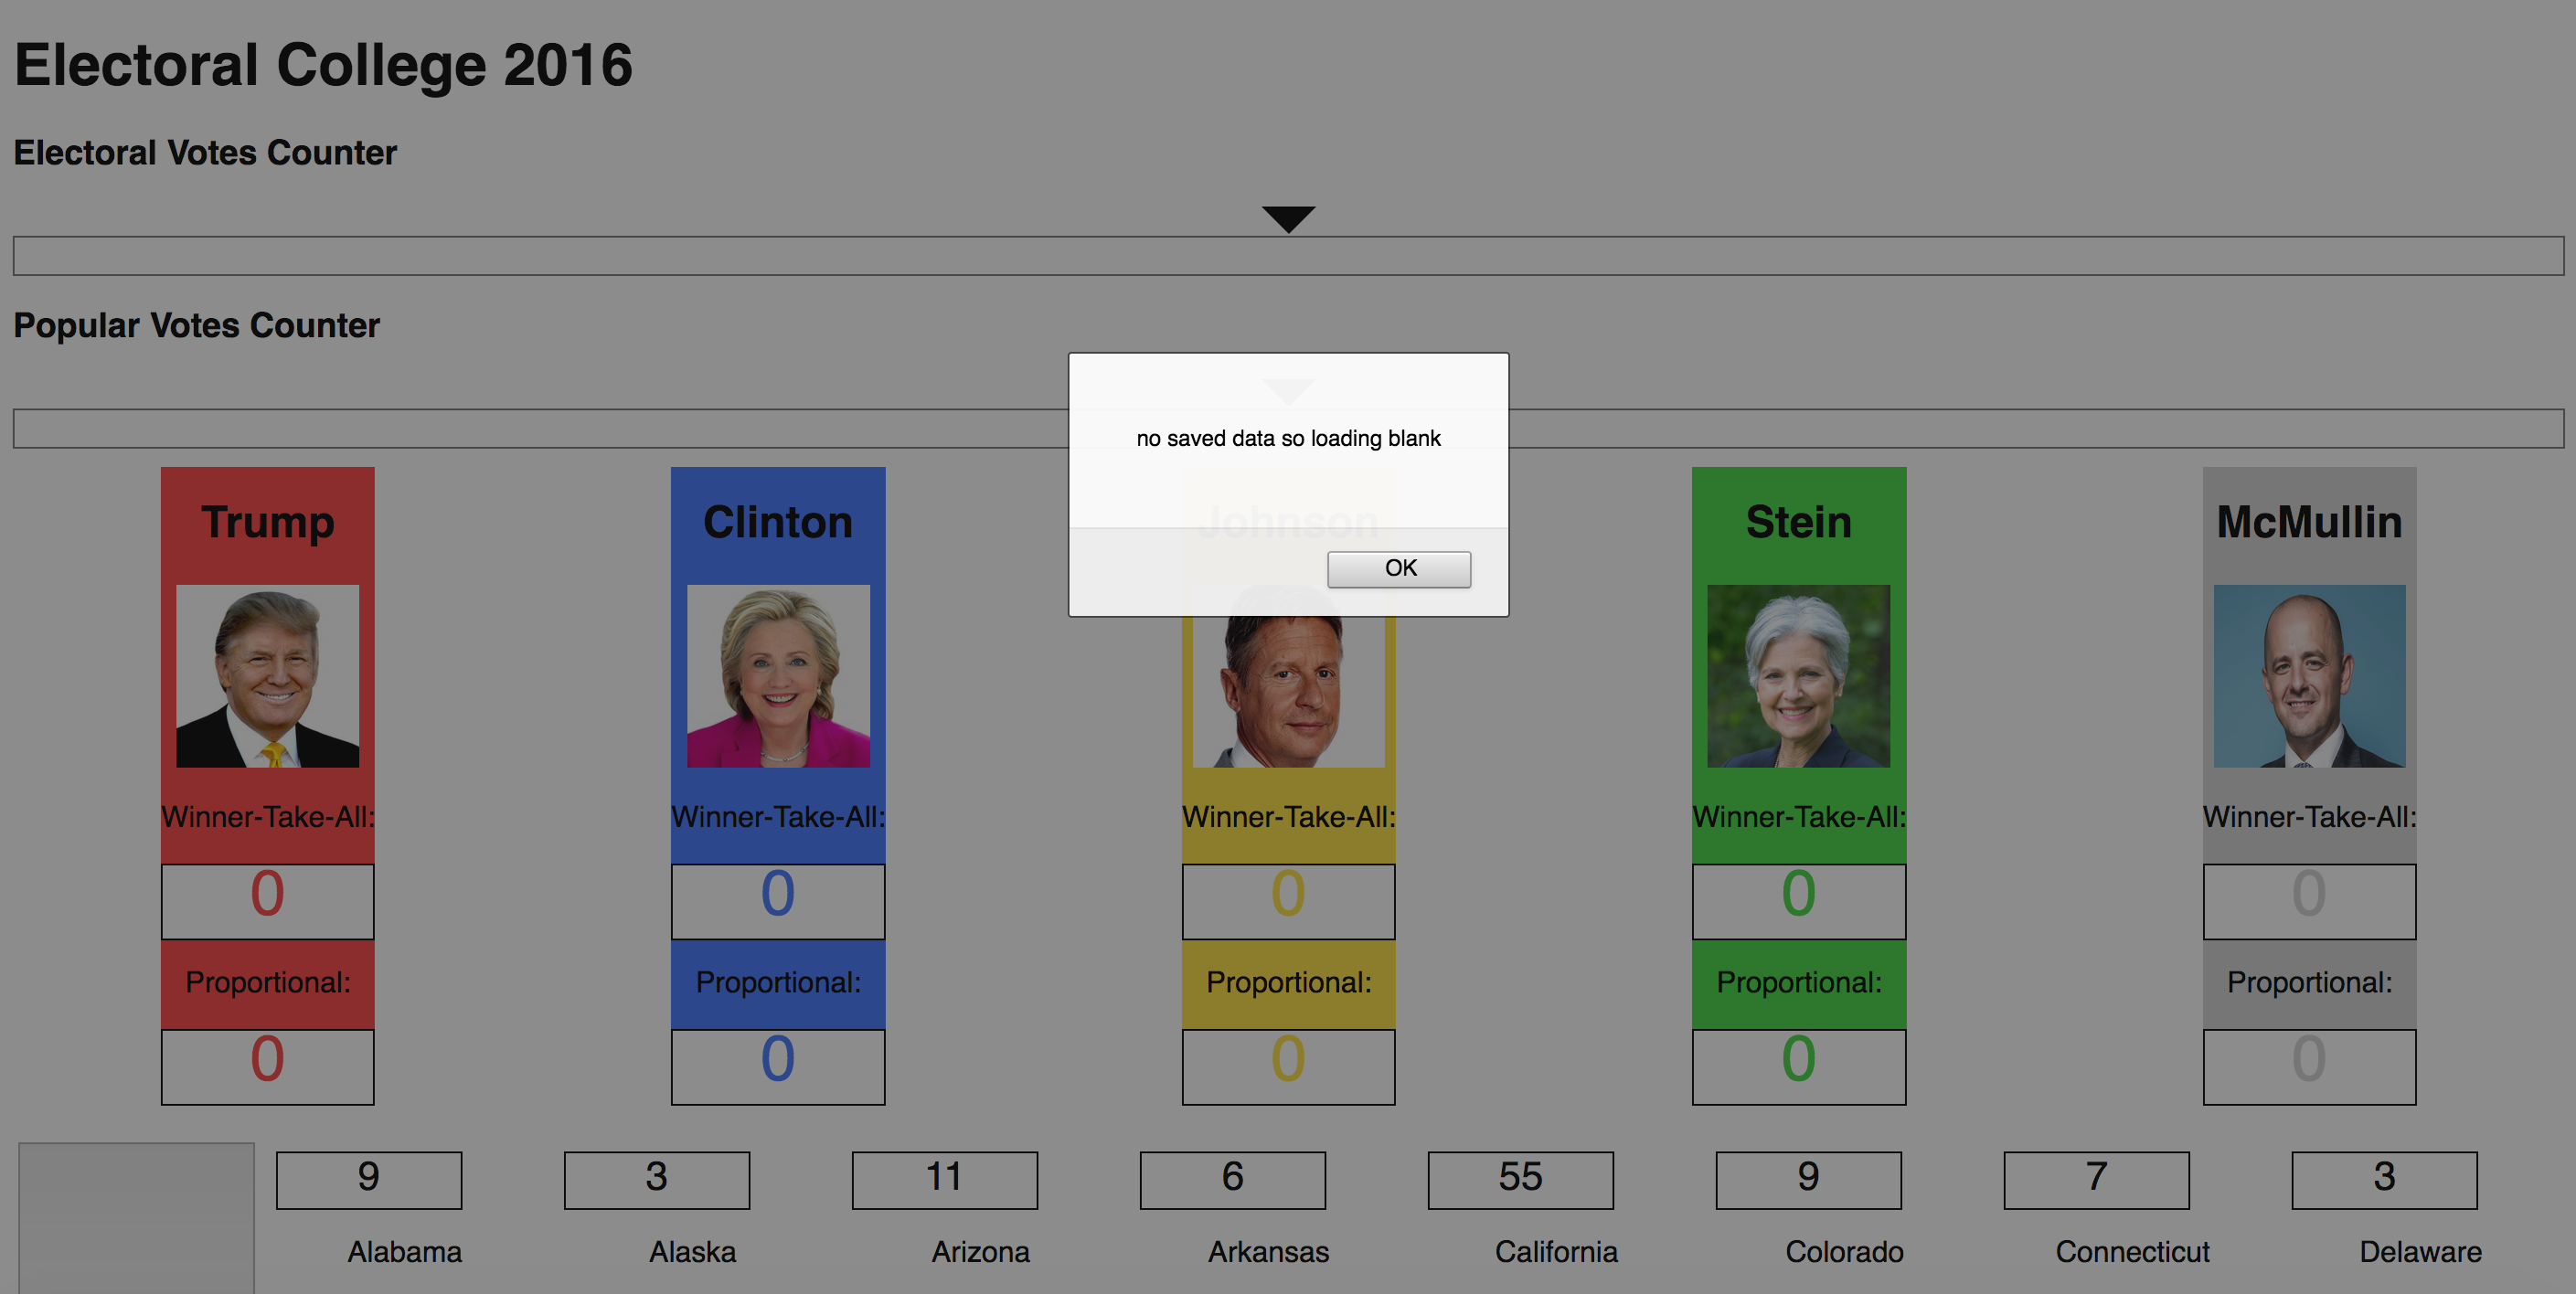 Electoral College 2016
Electoral Votes Counter
Popular Votes Counter
no saved data so loading blank
OK
Trump Clinton Johnson Stein McMullin
Winner-Take-All: Winner-Take-All: Winner-Take-All: Winner-Take-All: Winner-Take-All:
0 0 0 0 0
Proportional: Proportional: Proportional: Proportional: Proportional:
0 0 0 0 0
9 3 11 6 55 9 7 3
Alabama Alaska Arizona Arkansas California Colorado Connecticut Delaware